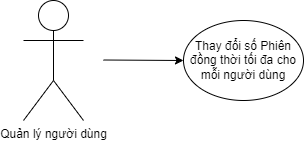 Thay đổi số Phiên
đồng thời tối đa cho
mỗi người dùng
Quản lý người dùng